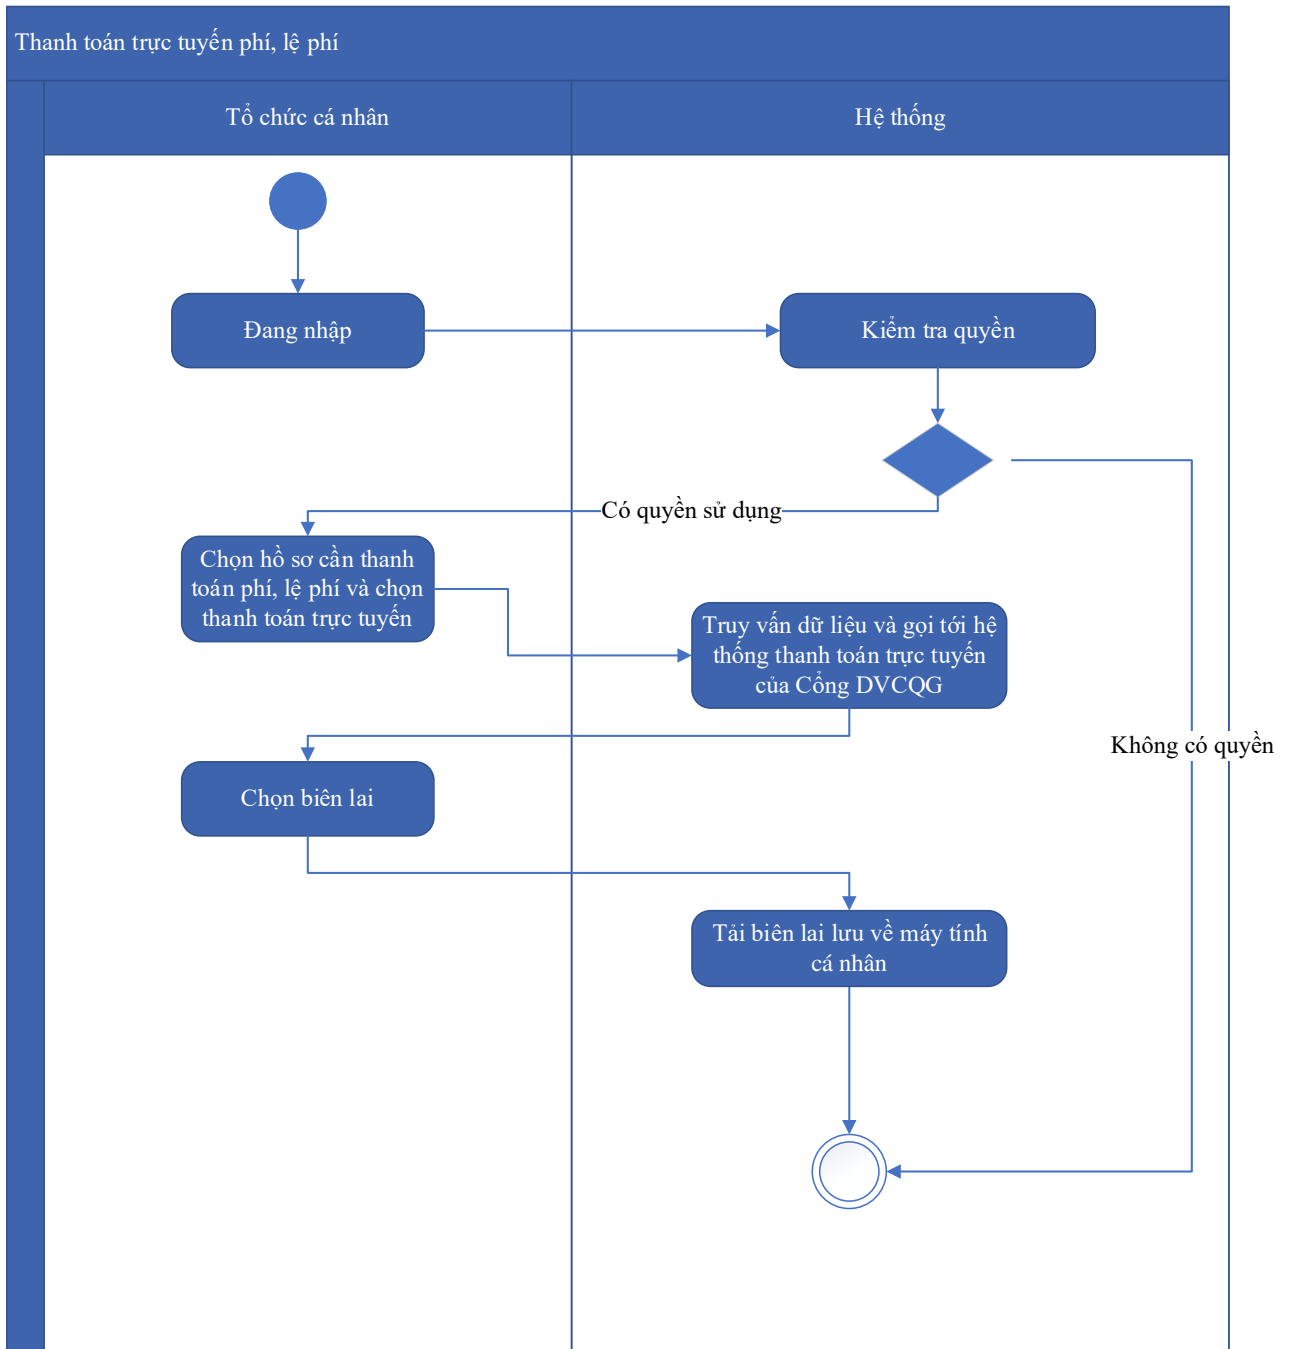 Thanh toán trực tuyến phí, lệ phí
Tổ chức cá nhân
Hệ thống
Đang nhập
Kiểm tra quyền
Có quyền sử dụng
Chọn hồ sơ cần thanh
toán phí, lệ phí và chọn
thanh toán trực tuyến
Truy vấn dữ liệu và gọi tới hệ
thống thanh toán trực tuyến
của Cổng DVCQG
Không có quyền
Chọn biên lai
Tải biên lai lưu về máy tính
cá nhân